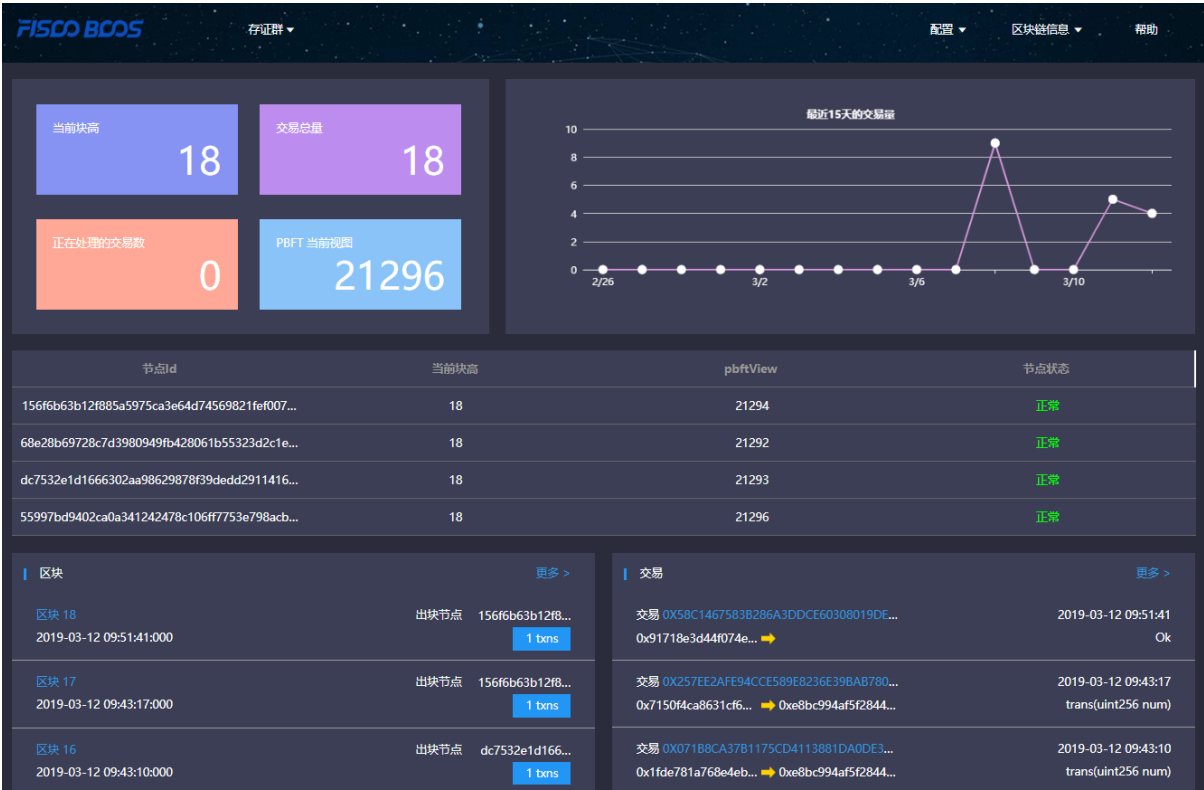 FISCO BCOS
存证群
配置
区块链信息
帮助
当前块高
18
交易总量
18
正在处理的交易数
0
PBFT 当前视图
21296
最近15天的交易量
10
8
6
4
2
0
2/26 3/2 3/6 3/10
节点Id 当前块高 pbftView 节点状态
156f6b63b12f885a5975ca3e64d74569821fef007... 18 21294 正常
68e28b69728c7d3980949fb428061b55323d2c1e... 18 21292 正常
dc7532e1d1666302aa98629878f39dedd2911416... 18 21293 正常
55997bd9402ca0a341242478c106ff7753e798acb... 18 21296 正常
区块 更多 >
区块 18 出块节点 156f6b63b12f8...
2019-03-12 09:51:41:000 1 txns
区块 17 出块节点 156f6b63b12f8...
2019-03-12 09:43:17:000 1 txns
区块 16 出块节点 dc7532e1d166...
2019-03-12 09:43:10:000 1 txns
交易 更多 >
交易 0X58C1467583B286A3DDCE60308019DE... 2019-03-12 09:51:41
0x91718e3d44f074e... Ok
交易 0X257EE2AFE94CCE589E8236E39BAB780... 2019-03-12 09:43:17
0x7150f4ca8631cf6... 0xe8bc994af5f2844... trans(uint256 num)
交易 0X071B8CA37B1175CD4113881DA0DE3... 2019-03-12 09:43:10
0x1fde781a768e4eb... 0xe8bc994af5f2844... trans(uint256 num)